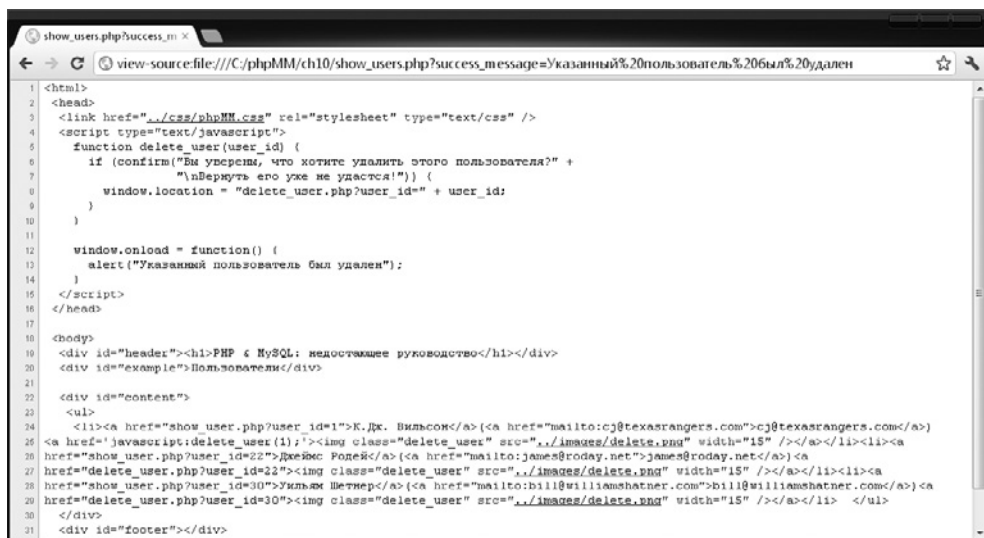 show_users.php?success_m ×
view-source:file:///C:/phpMM/ch10/show_users.php?success_message=Указанный%20пользователь%20был%20удален
1 <html>
2 <head>
3 <link href="../css/phpMM.css" rel="stylesheet" type="text/css" />
4 <script type="text/javascript">
5 function delete_user(user_id) {
6 if (confirm("Вы уверены, что хотите удалить этого пользователя?" +
7 "\nВернуть его уже не удастся!")) {
8 window.location = "delete_user.php?user_id=" + user_id;
9 }
10 }
11
12 window.onload = function() {
13 alert("Указанный пользователь был удален");
14 }
15 </script>
16 </head>
17
18 <body>
19 <div id="header"><h1>PHP & MySQL: недостающее руководство</h1></div>
20 <div id="example">Пользователи</div>
21
22 <div id="content">
23 <ul>
24 <li><a href="show_user.php?user_id=1">К.Дж. Вильсон</a>(<a href="mailto:cj@texasrangers.com">cj@texasrangers.com</a>)
25 <a href='javascript:delete_user(1);'><img class="delete_user" src="../images/delete.png" width="15" /></a></li><li><a
26 href="show_user.php?user_id=22">Джеймс Родей</a>(<a href="mailto:james@roday.net">james@roday.net</a>)<a
27 href="delete_user.php?user_id=22"><img class="delete_user" src="../images/delete.png" width="15" /></a></li><li><a
28 href="show_user.php?user_id=30">Уильям Шетнер</a>(<a href="mailto:bill@williamshatner.com">bill@williamshatner.com</a>)<a
29 href="delete_user.php?user_id=30"><img class="delete_user" src="../images/delete.png" width="15" /></a></li> </ul>
30 </div>
31 <div id="footer"></div>